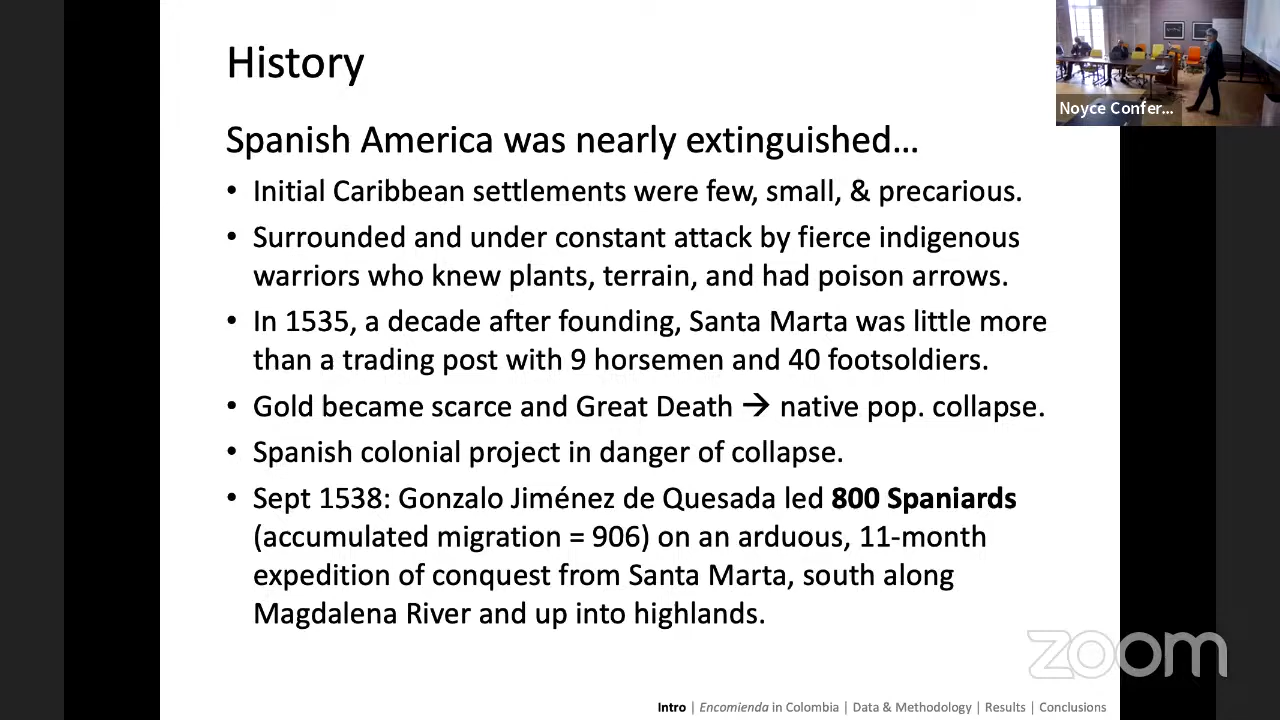 History
Spanish America was nearly extinguished…
• Initial Caribbean settlements were few, small, & precarious.
• Surrounded and under constant attack by fierce indigenous
warriors who knew plants, terrain, and had poison arrows.
• In 1535, a decade after founding, Santa Marta was little more
than a trading post with 9 horsemen and 40 footsoldiers.
• Gold became scarce and Great Death → native pop. collapse.
• Spanish colonial project in danger of collapse.
• Sept 1538: Gonzalo Jiménez de Quesada led 800 Spaniards
(accumulated migration = 906) on an arduous, 11-month
expedition of conquest from Santa Marta, south along
Magdalena River and up into highlands.
Intro | Encomienda in Colombia | Data & Methodology | Results | Conclusions
Noyce Confer...
zoom